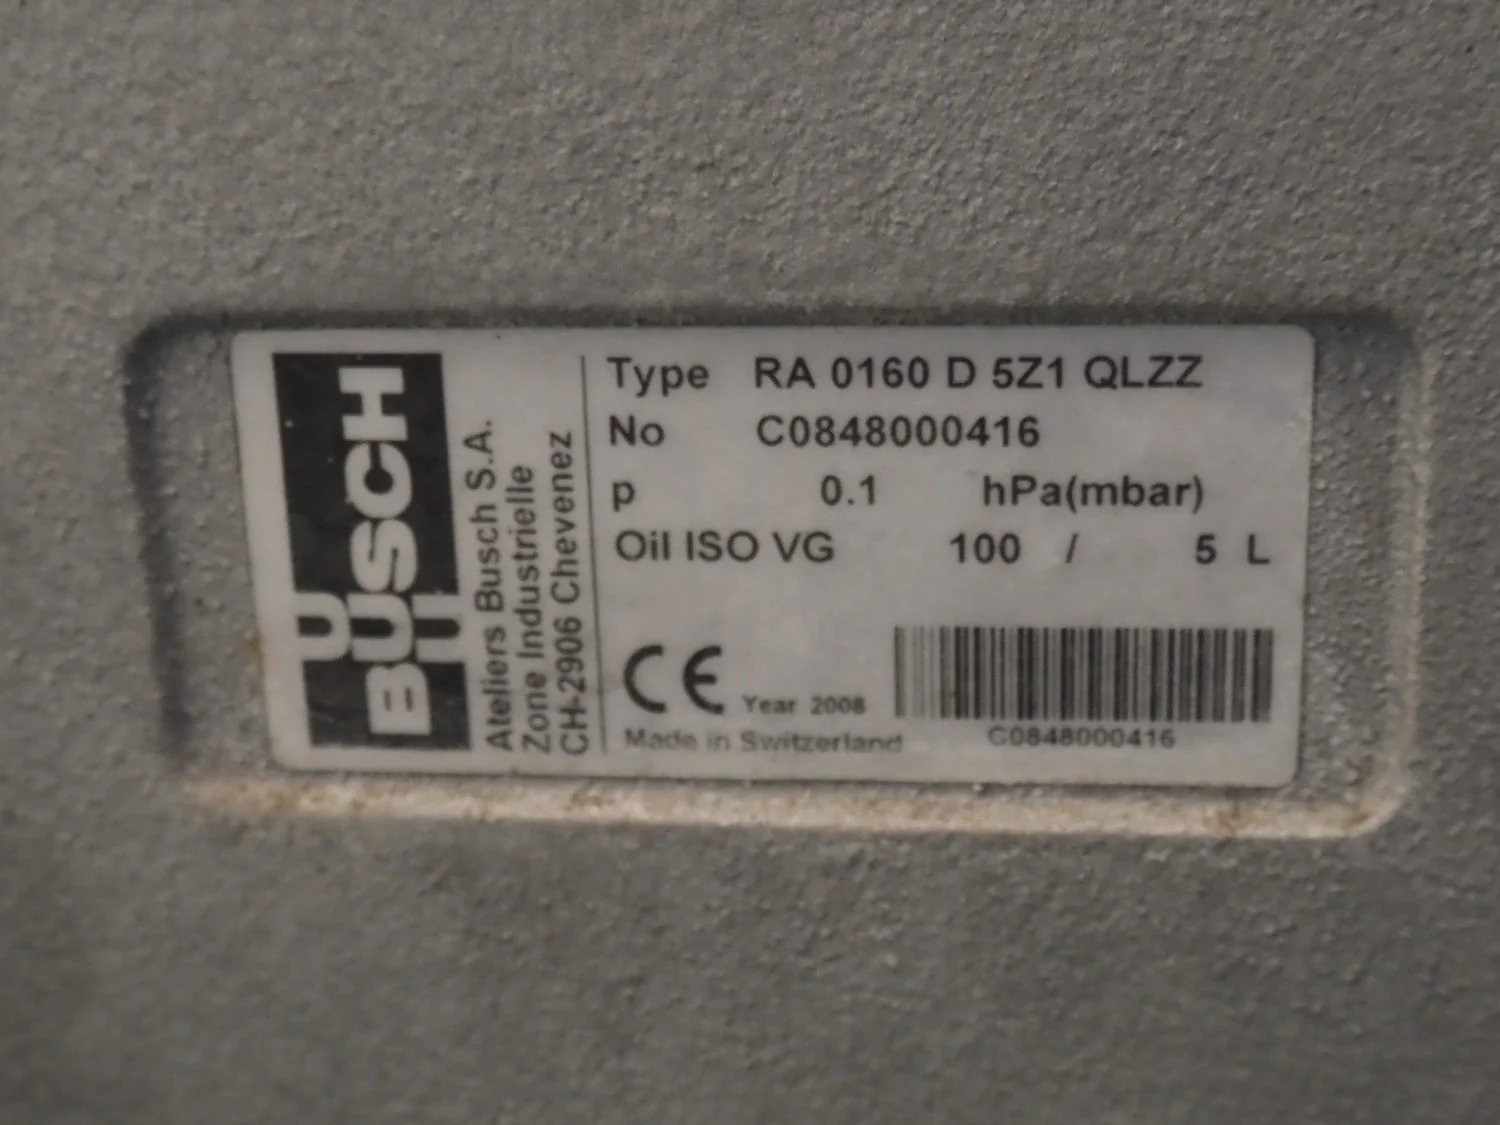 BUSCH
Ateliers Busch S.A.
Zone Industrielle
CH-2906 Chevenez
Type RA 0160 D 5Z1 QLZZ
No C0848000416
p 0.1 hPa(mbar)
Oil ISO VG 100 / 5 L
CE Year 2008
Made in Switzerland
C0848000416